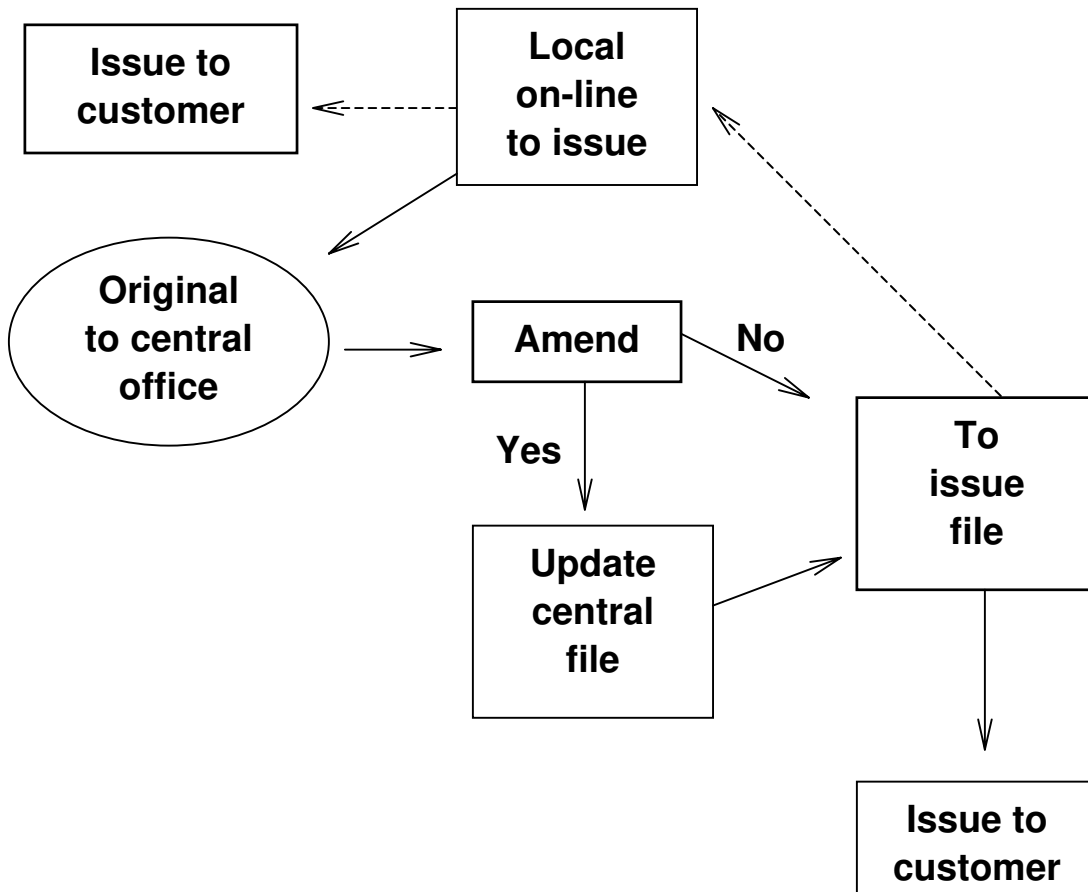 Issue to
customer
Local
on-line
to issue
Original
to central
office
Amend
No
Yes
To
issue
file
Update
central
file
Issue to
customer